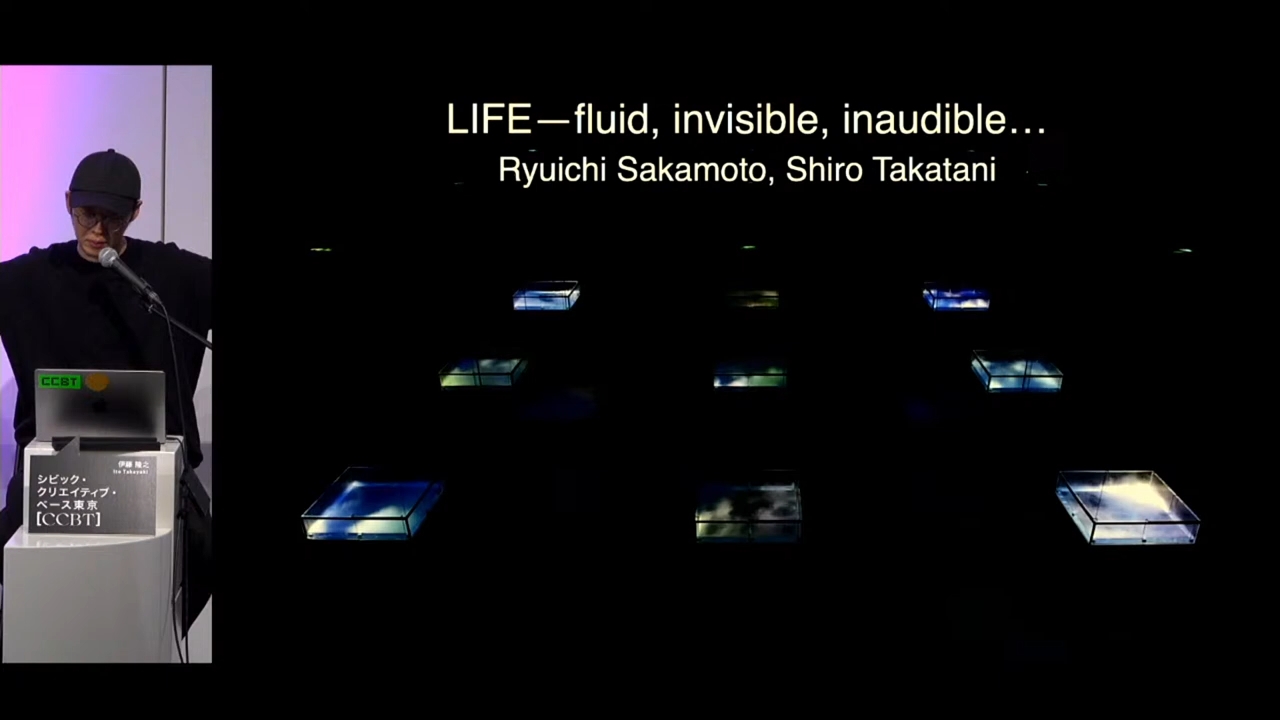 LIFE—fluid, invisible, inaudible…
Ryuichi Sakamoto, Shiro Takatani
CCBT
伊藤 隆之
Ito Takayuki
シビック・
クリエイティブ・
ベース東京
[CCBT]